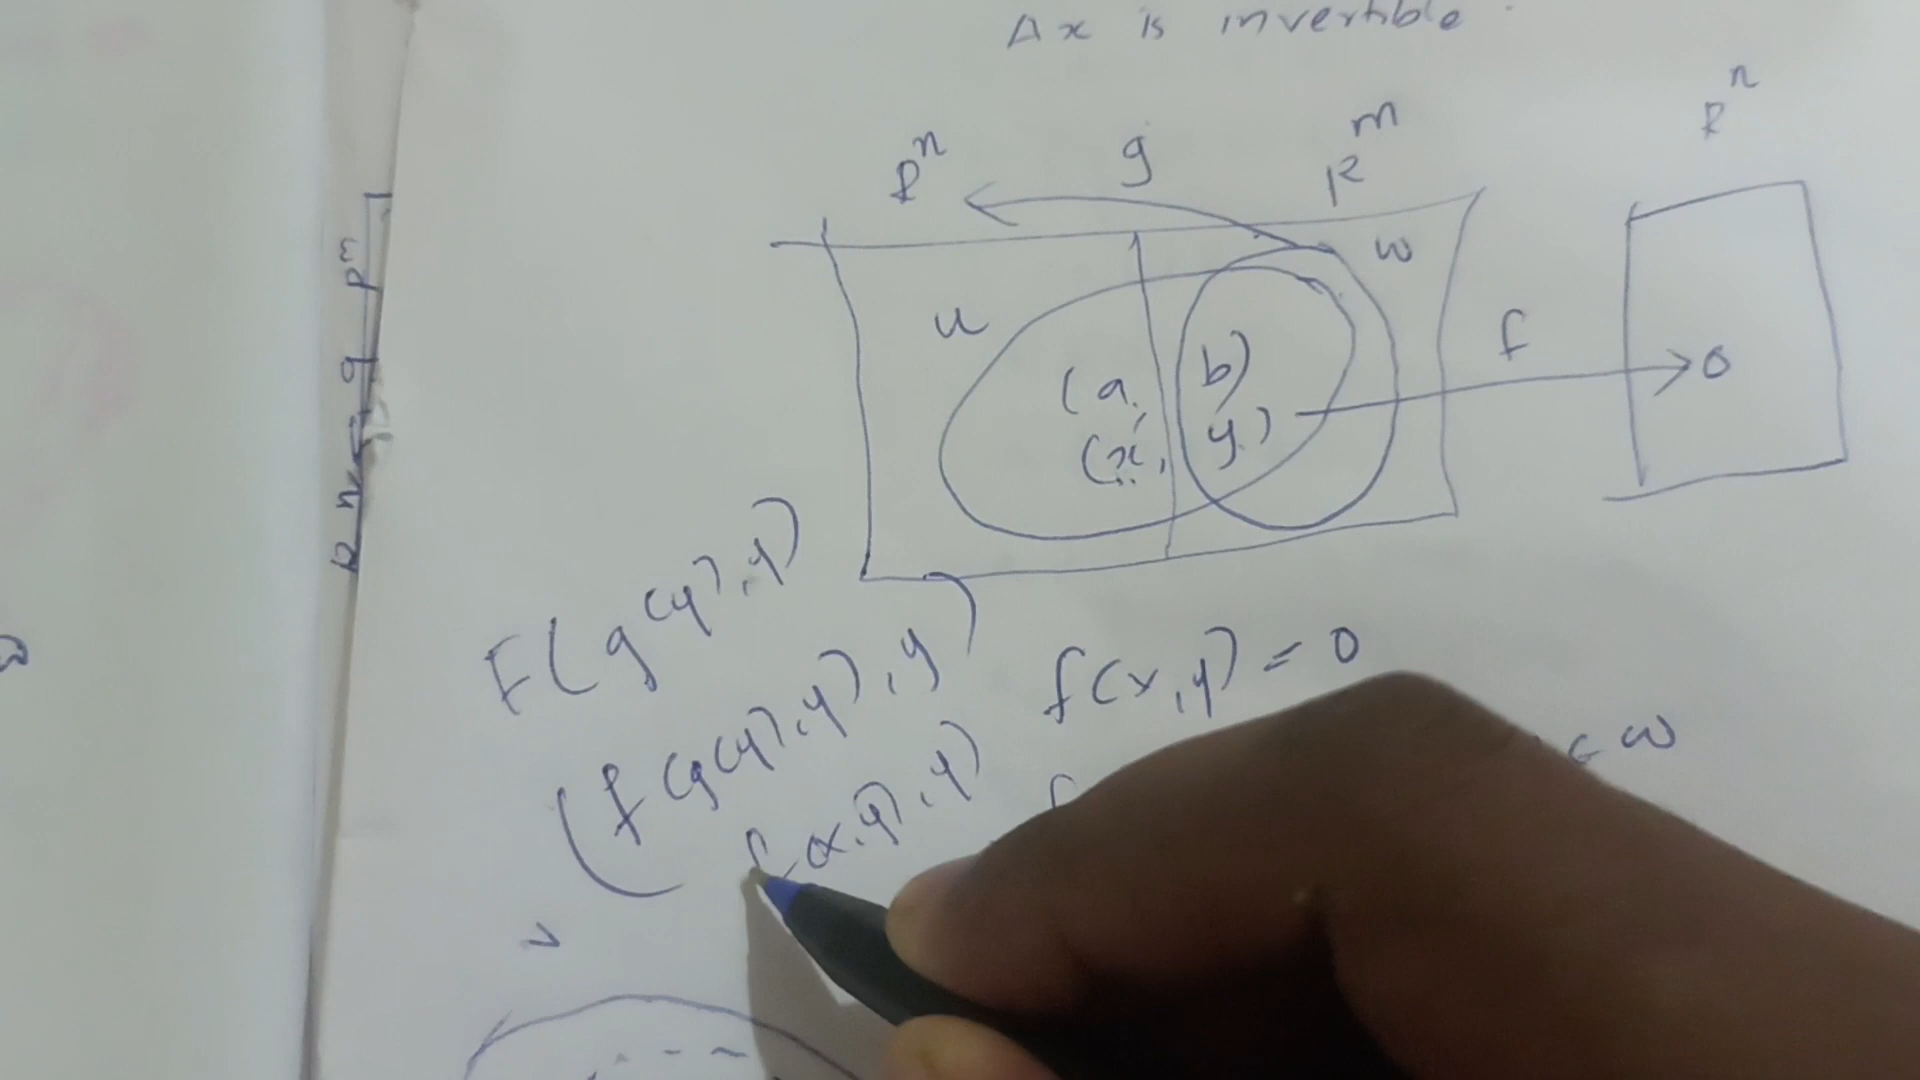 Ax is invertible.
R^n
g
R^m
R^n
w
u
f
(a, b)
0
(x, y)
F(g(y), y)
(f(g(y), y), y)
f(x, y) = 0
f(x, y), y)
∈ w
V
R^n ← g R^m